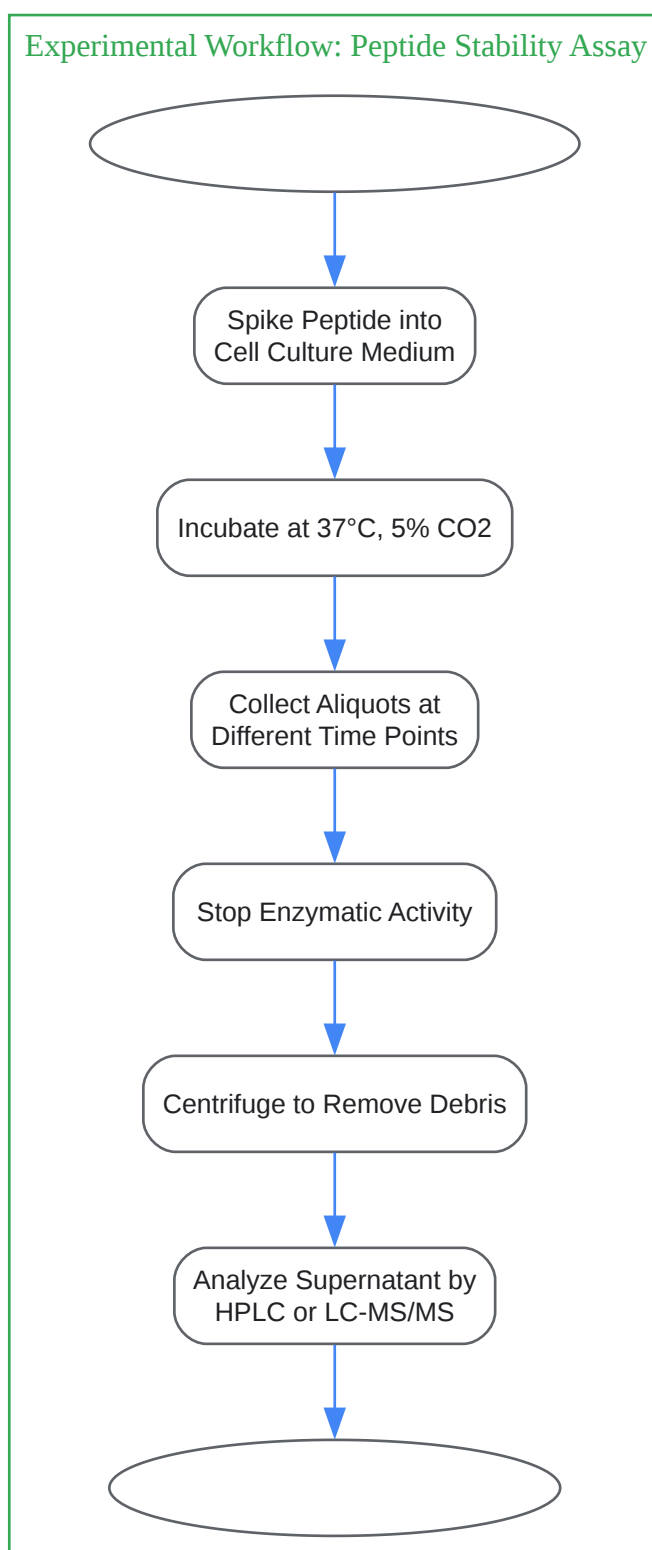 Experimental Workflow: Peptide Stability Assay
Spike Peptide into
Cell Culture Medium
Incubate at 37°C, 5% CO2
Collect Aliquots at
Different Time Points
Stop Enzymatic Activity
Centrifuge to Remove Debris
Analyze Supernatant by
HPLC or LC-MS/MS